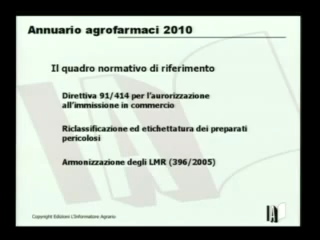 Annuario agrofarmaci 2010
Il quadro normativo di riferimento
Direttiva 91/414 per l'aurorizzazione
all'immissione in commercio
Riclassificazione ed etichettatura dei preparati
pericolosi
Armonizzazione degli LMR (396/2005)
Copyright Edizioni L'Informatore Agrario